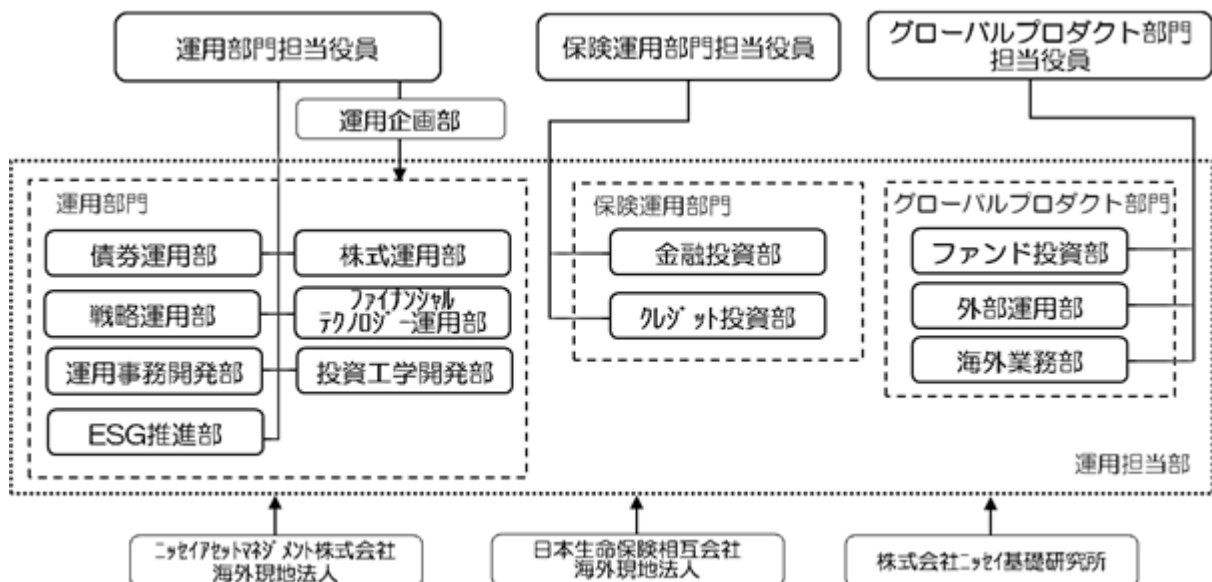 運用部門担当役員
保険運用部門担当役員
グローバルプロダクト部門
担当役員
運用企画部
運用部門
債券運用部
株式運用部
戦略運用部
ファイナンシャル
テクノロジー運用部
運用事務開発部
投資工学開発部
ESG推進部
保険運用部門
金融投資部
クレジット投資部
グローバルプロダクト部門
ファンド投資部
外部運用部
海外業務部
運用担当部
ニッセイアセットマネジメント株式会社
海外現地法人
日本生命保険相互会社
海外現地法人
株式会社ニッセイ基礎研究所